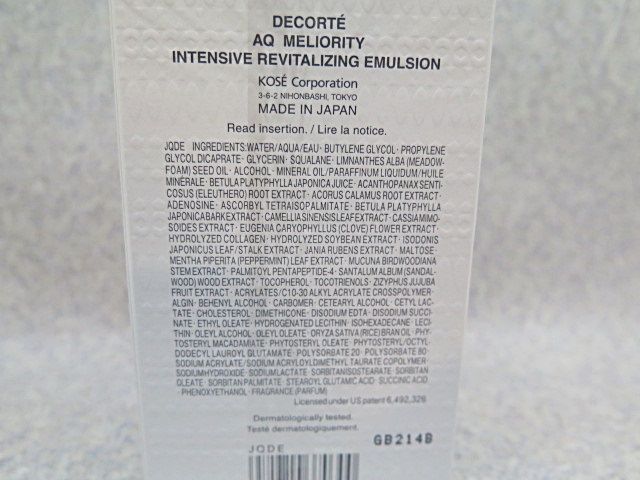 DECORTÉ
AQ MELIORITY
INTENSIVE REVITALIZING EMULSION
KOSÉ Corporation
3-6-2 NIHONBASHI, TOKYO
MADE IN JAPAN
Read insertion. / Lire la notice.
JQDE INGREDIENTS:WATER/AQUA/EAU· BUTYLENE GLYCOL· PROPYLENE
GLYCOL DICAPRATE· GLYCERIN· SQUALANE· LIMNANTHES ALBA (MEADOW-
FOAM) SEED OIL· ALCOHOL· MINERAL OIL/PARAFFINUM LIQUIDUM/HUILE
MINÉRALE· BETULA PLATYPHYLLA JAPONICA JUICE· ACANTHOPANAX SENTI-
COSUS (ELEUTHERO) ROOT EXTRACT· ACORUS CALAMUS ROOT EXTRACT·
ADENOSINE· ASCORBYL TETRAISOPALMITATE· BETULA PLATYPHYLLA
JAPONICA BARK EXTRACT· CAMELLIA SINENSIS LEAF EXTRACT· CASSIA MIMO-
SOIDES EXTRACT· EUGENIA CARYOPHYLLUS (CLOVE) FLOWER EXTRACT·
HYDROLYZED COLLAGEN· HYDROLYZED SOYBEAN EXTRACT· ISODONIS
JAPONICUS LEAF/STALK EXTRACT· JANIA RUBENS EXTRACT· MALTOSE·
MENTHA PIPERITA (PEPPERMINT) LEAF EXTRACT· MUCUNA BIRDWOODIANA
STEM EXTRACT· PALMITOYL PENTAPEPTIDE-4· SANTALUM ALBUM (SANDAL-
WOOD) WOOD EXTRACT· TOCOPHEROL· TOCOTRIENOLS· ZIZYPHUS JUJUBA
FRUIT EXTRACT· ACRYLATES/C10-30 ALKYL ACRYLATE CROSSPOLYMER·
ALGIN· BEHENYL ALCOHOL· CARBOMER· CETEARYL ALCOHOL· CETYL LAC-
TATE· CHOLESTEROL· DIMETHICONE· DISODIUM EDTA· DISODIUM SUCCI-
NATE· ETHYL OLEATE· HYDROGENATED LECITHIN· ISOHEXADECANE· LECI-
THIN· OLEYL ALCOHOL· OLEYL OLEATE· ORYZA SATIVA (RICE) BRAN OIL· PHY-
TOSTERYL MACADAMIATE· PHYTOSTERYL OLEATE· PHYTOSTERYL/OCTYL-
DODECYL LAUROYL GLUTAMATE· POLYSORBATE 20· POLYSORBATE 80·
SODIUM ACRYLATE/ SODIUM ACRYLOYLDIMETHYL TAURATE COPOLYMER·
SODIUM HYDROXIDE· SODIUM LACTATE· SORBITAN ISOSTEARATE· SORBITAN
OLEATE· SORBITAN PALMITATE· STEAROYL GLUTAMIC ACID· SUCCINIC ACID
· PHENOXYETHANOL· FRAGRANCE (PARFUM)
Licensed under US patent 6,492,326
Dermatologically tested.
Testé dermatologiquement.
GB214B
JQDE